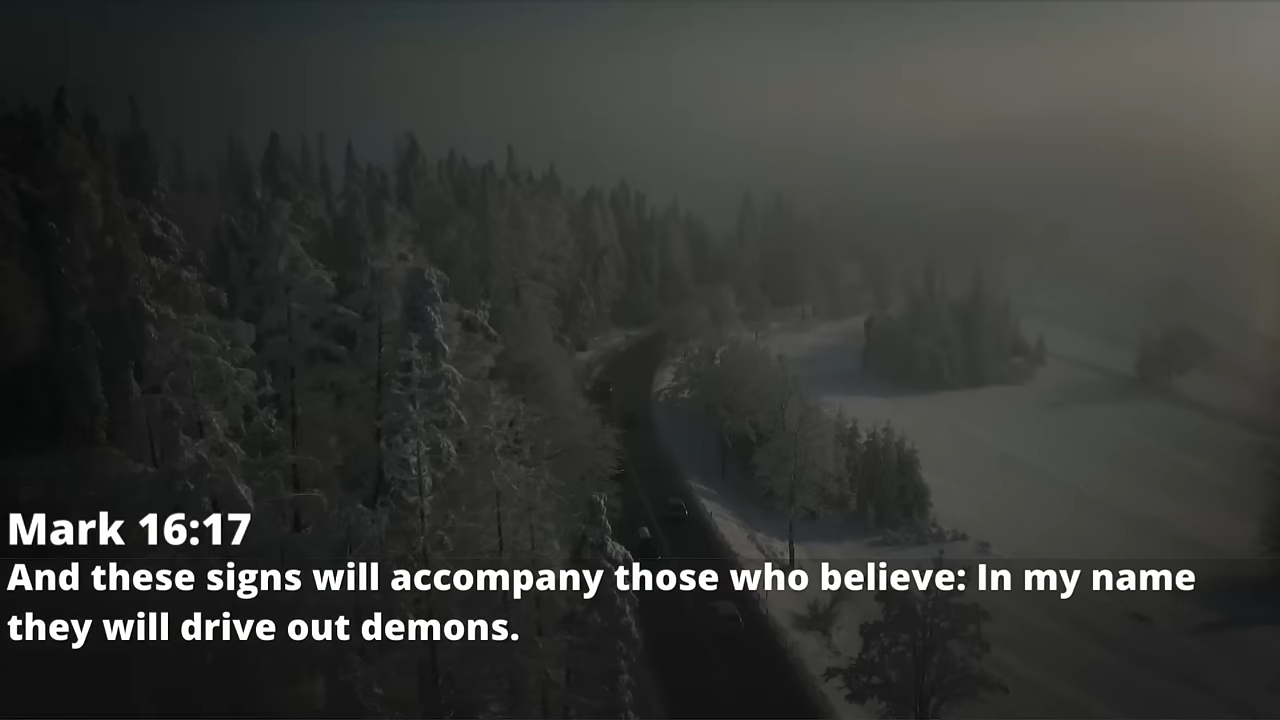 Mark 16:17
And these signs will accompany those who believe: In my name
they will drive out demons.